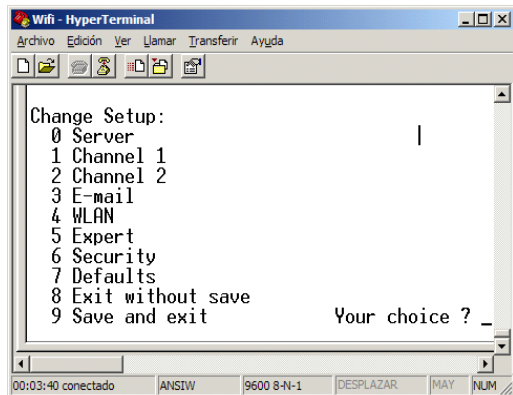 Wifi - HyperTerminal
Archivo Edición Ver Llamar Transferir Ayuda
Change Setup:
0 Server
1 Channel 1
2 Channel 2
3 E-mail
4 WLAN
5 Expert
6 Security
7 Defaults
8 Exit without save
9 Save and exit Your choice ? _
00:03:40 conectado ANSIW 9600 8-N-1 DESPLAZAR MAY NUM